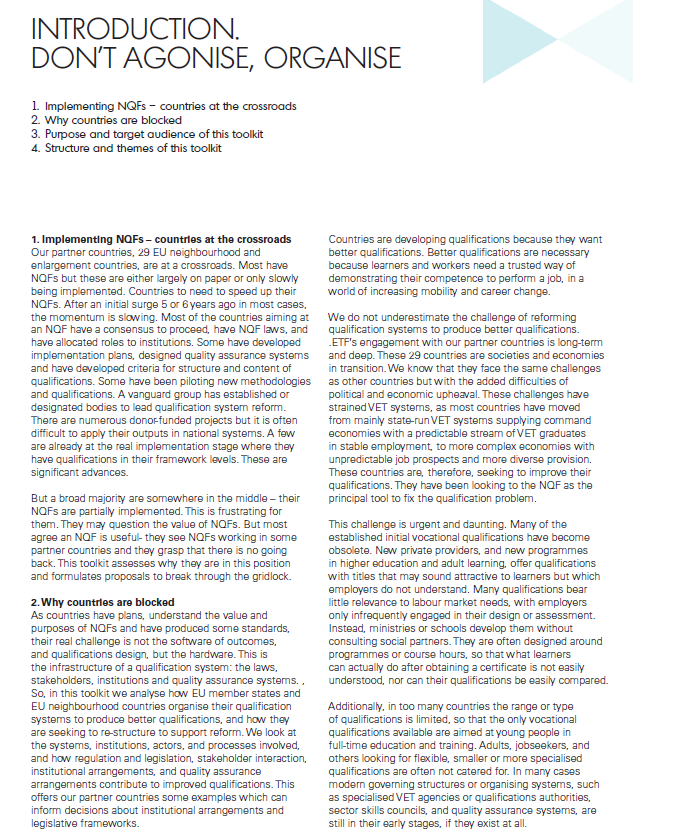 INTRODUCTION.
DON'T AGONISE, ORGANISE
1. Implementing NQFs – countries at the crossroads
2. Why countries are blocked
3. Purpose and target audience of this toolkit
4. Structure and themes of this toolkit
1. Implementing NQFs – countries at the crossroads
Our partner countries, 29 EU neighbourhood and
enlargement countries, are at a crossroads. Most have
NQFs but these are either largely on paper or only slowly
being implemented. Countries to need to speed up their
NQFs. After an initial surge 5 or 6 years ago in most cases,
the momentum is slowing. Most of the countries aiming at
an NQF have a consensus to proceed, have NQF laws, and
have allocated roles to institutions. Some have developed
implementation plans, designed quality assurance systems
and have developed criteria for structure and content of
qualifications. Some have been piloting new methodologies
and qualifications. A vanguard group has established or
designated bodies to lead qualification system reform.
There are numerous donor-funded projects but it is often
difficult to apply their outputs in national systems. A few
are already at the real implementation stage where they
have qualifications in their framework levels. These are
significant advances.
But a broad majority are somewhere in the middle – their
NQFs are partially implemented. This is frustrating for
them. They may question the value of NQFs. But most
agree an NQF is useful- they see NQFs working in some
partner countries and they grasp that there is no going
back. This toolkit assesses why they are in this position
and formulates proposals to break through the gridlock.
2. Why countries are blocked
As countries have plans, understand the value and
purposes of NQFs and have produced some standards,
their real challenge is not the software of outcomes,
and qualifications design, but the hardware. This is
the infrastructure of a qualification system: the laws,
stakeholders, institutions and quality assurance systems. ,
So, in this toolkit we analyse how EU member states and
EU neighbourhood countries organise their qualification
systems to produce better qualifications, and how they
are seeking to re-structure to support reform. We look at
the systems, institutions, actors, and processes involved,
and how regulation and legislation, stakeholder interaction,
institutional arrangements, and quality assurance
arrangements contribute to improved qualifications. This
offers our partner countries some examples which can
inform decisions about institutional arrangements and
legislative frameworks.
Countries are developing qualifications because they want
better qualifications. Better qualifications are necessary
because learners and workers need a trusted way of
demonstrating their competence to perform a job, in a
world of increasing mobility and career change.
We do not underestimate the challenge of reforming
qualification systems to produce better qualifications.
.ETF's engagement with our partner countries is long-term
and deep. These 29 countries are societies and economies
in transition. We know that they face the same challenges
as other countries but with the added difficulties of
political and economic upheaval. These challenges have
strained VET systems, as most countries have moved
from mainly state-run VET systems supplying command
economies with a predictable stream of VET graduates
in stable employment, to more complex economies with
unpredictable job prospects and more diverse provision.
These countries are, therefore, seeking to improve their
qualifications. They have been looking to the NQF as the
principal tool to fix the qualification problem.
This challenge is urgent and daunting. Many of the
established initial vocational qualifications have become
obsolete. New private providers, and new programmes
in higher education and adult learning, offer qualifications
with titles that may sound attractive to learners but which
employers do not understand. Many qualifications bear
little relevance to labour market needs, with employers
only infrequently engaged in their design or assessment.
Instead, ministries or schools develop them without
consulting social partners. They are often designed around
programmes or course hours, so that what learners
can actually do after obtaining a certificate is not easily
understood, nor can their qualifications be easily compared.
Additionally, in too many countries the range or type
of qualifications is limited, so that the only vocational
qualifications available are aimed at young people in
full-time education and training. Adults, jobseekers, and
others looking for flexible, smaller or more specialised
qualifications are often not catered for. In many cases
modern governing structures or organising systems, such
as specialised VET agencies or qualifications authorities,
sector skills councils, and quality assurance systems, are
still in their early stages, if they exist at all.